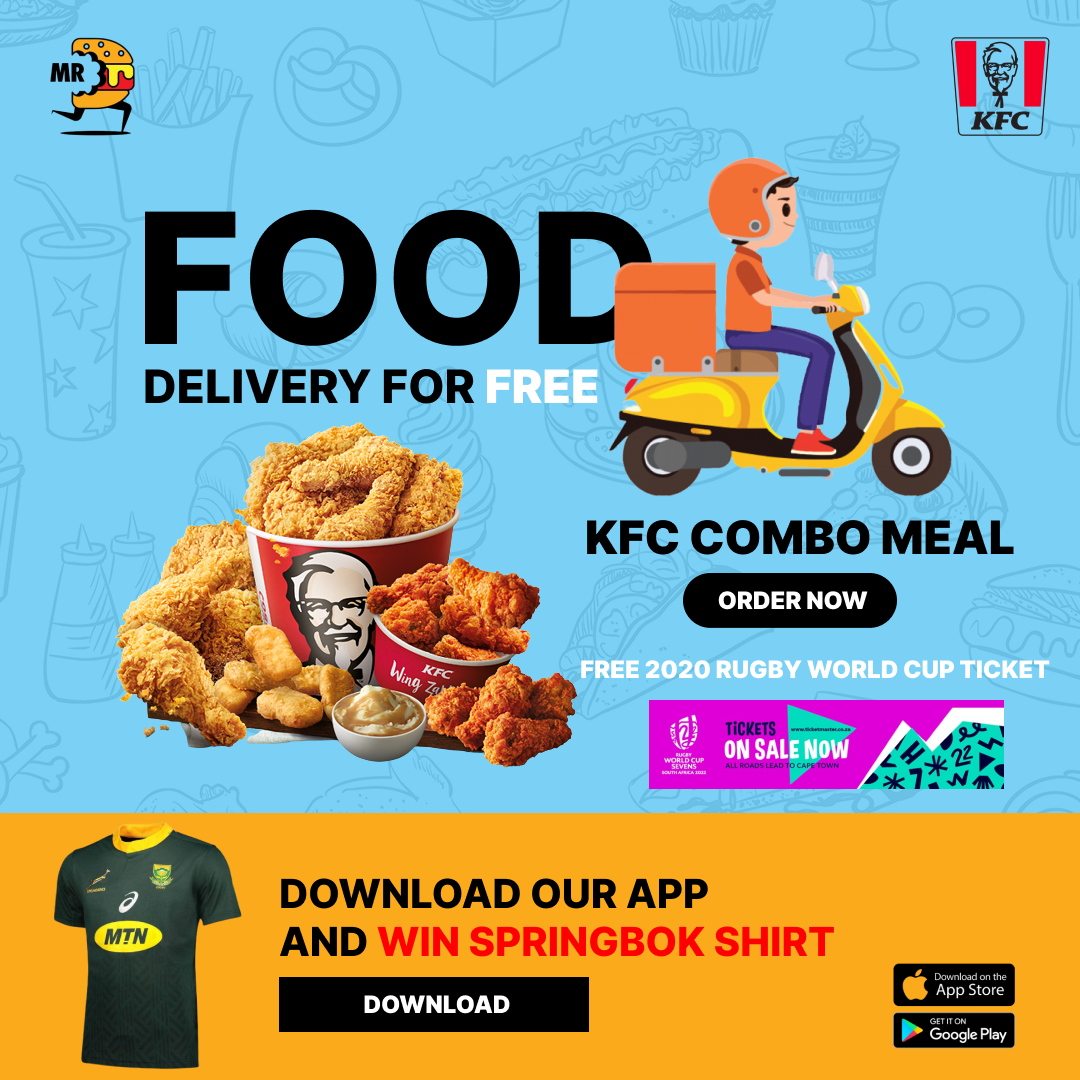 MR D
KFC
FOOD
DELIVERY FOR FREE
KFC COMBO MEAL
ORDER NOW
KFC
Wing
FREE 2020 RUGBY WORLD CUP TICKET
TiCKETS
www.ticketmaster.co.za
ON SALE NOW
ALL ROADS LEAD TO CAPE TOWN
RUGBY
WORLD CUP
SEVENS
SOUTH AFRICA 2022
22
7
DOWNLOAD OUR APP
AND WIN SPRINGBOK SHIRT
MTN
DOWNLOAD
Download on the
App Store
GET IT ON
Google Play